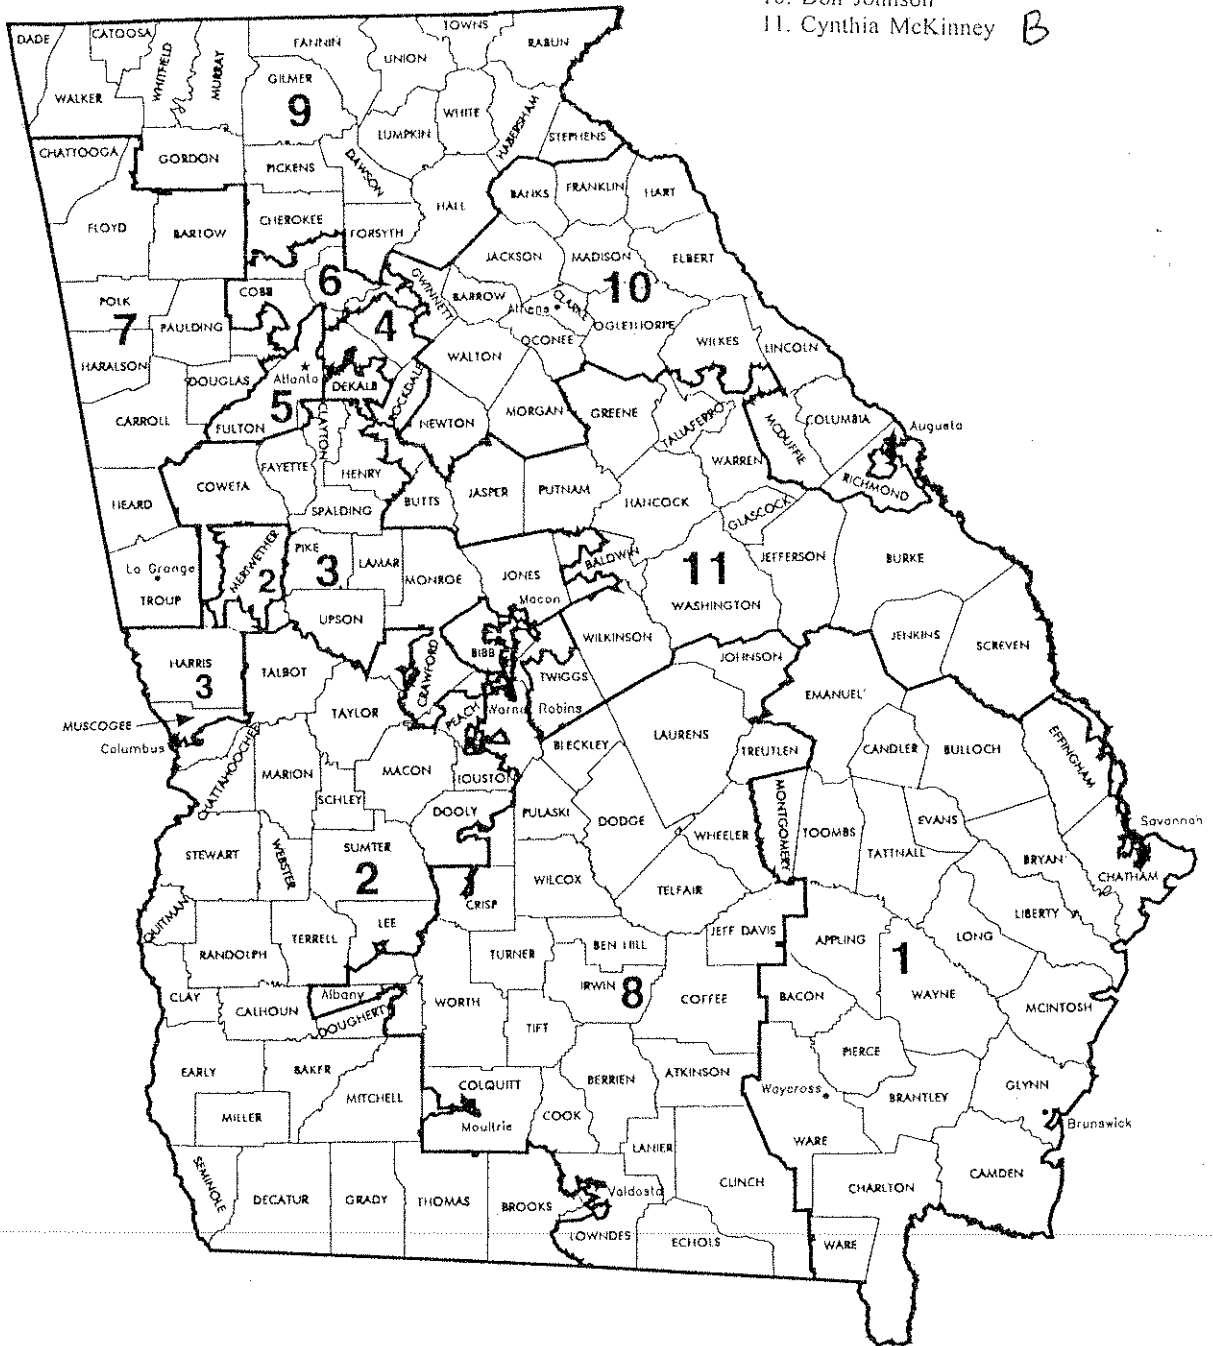 10. Don Johnson
11. Cynthia McKinney B
DADE
CATOOSA
WHITFIELD
MURRAY
FANNIN
TOWNS
UNION
RABUN
WALKER
GILMER
9
WHITE
HABERSHAM
LUMPKIN
STEPHENS
CHATTOOGA
GORDON
PICKENS
DAWSON
BANKS
FRANKLIN
HART
HALL
FLOYD
BARTOW
CHEROKEE
FORSYTH
JACKSON
MADISON
ELBERT
6
GWINNETT
10
COBB
BARROW
Athens
CLARKE
POLK
7
PAULDING
4
OCONEE
OGLETHORPE
WILKES
LINCOLN
WALTON
HARALSON
DOUGLAS
Atlanta
DEKALB
ROCKDALE
CARROLL
5
FULTON
CLAYTON
NEWTON
MORGAN
GREENE
TALIAFERRO
MCDUFFIE
COLUMBIA
Augusta
FAYETTE
HENRY
WARREN
RICHMOND
HEARD
COWETA
SPALDING
BUTTS
JASPER
PUTNAM
HANCOCK
GLASCOCK
MERIWETHER
2
PIKE
3
LAMAR
MONROE
JONES
BALDWIN
11
JEFFERSON
BURKE
La Grange
TROUP
UPSON
Macon
WASHINGTON
BIBB
WILKINSON
JENKINS
SCREVEN
HARRIS
3
TALBOT
CRAWFORD
TWIGGS
JOHNSON
EMANUEL
MUSCOGEE
Columbus
TAYLOR
PEACH
Warner Robins
BLECKLEY
LAURENS
TREUTLEN
CANDLER
BULLOCH
EFFINGHAM
CHATTAHOOCHEE
MARION
MACON
HOUSTON
SCHLEY
DOOLY
PULASKI
DODGE
MONTGOMERY
TOOMBS
EVANS
Savannah
STEWART
WEBSTER
SUMTER
2
WHEELER
TATTNALL
BRYAN
CHATHAM
WILCOX
CRISP
TELFAIR
LIBERTY
QUITMAN
RANDOLPH
TERRELL
LEE
TURNER
BEN HILL
JEFF DAVIS
APPLING
1
LONG
CLAY
CALHOUN
Albany
DOUGHERTY
WORTH
IRWIN
8
COFFEE
BACON
WAYNE
MCINTOSH
TIFT
PIERCE
EARLY
BAKER
MITCHELL
COLQUITT
BERRIEN
ATKINSON
Waycross
BRANTLEY
GLYNN
MILLER
Moultrie
COOK
Brunswick
WARE
LANIER
SEMINOLE
DECATUR
GRADY
THOMAS
BROOKS
Valdosta
CLINCH
CHARLTON
CAMDEN
LOWNDES
ECHOLS
WARE